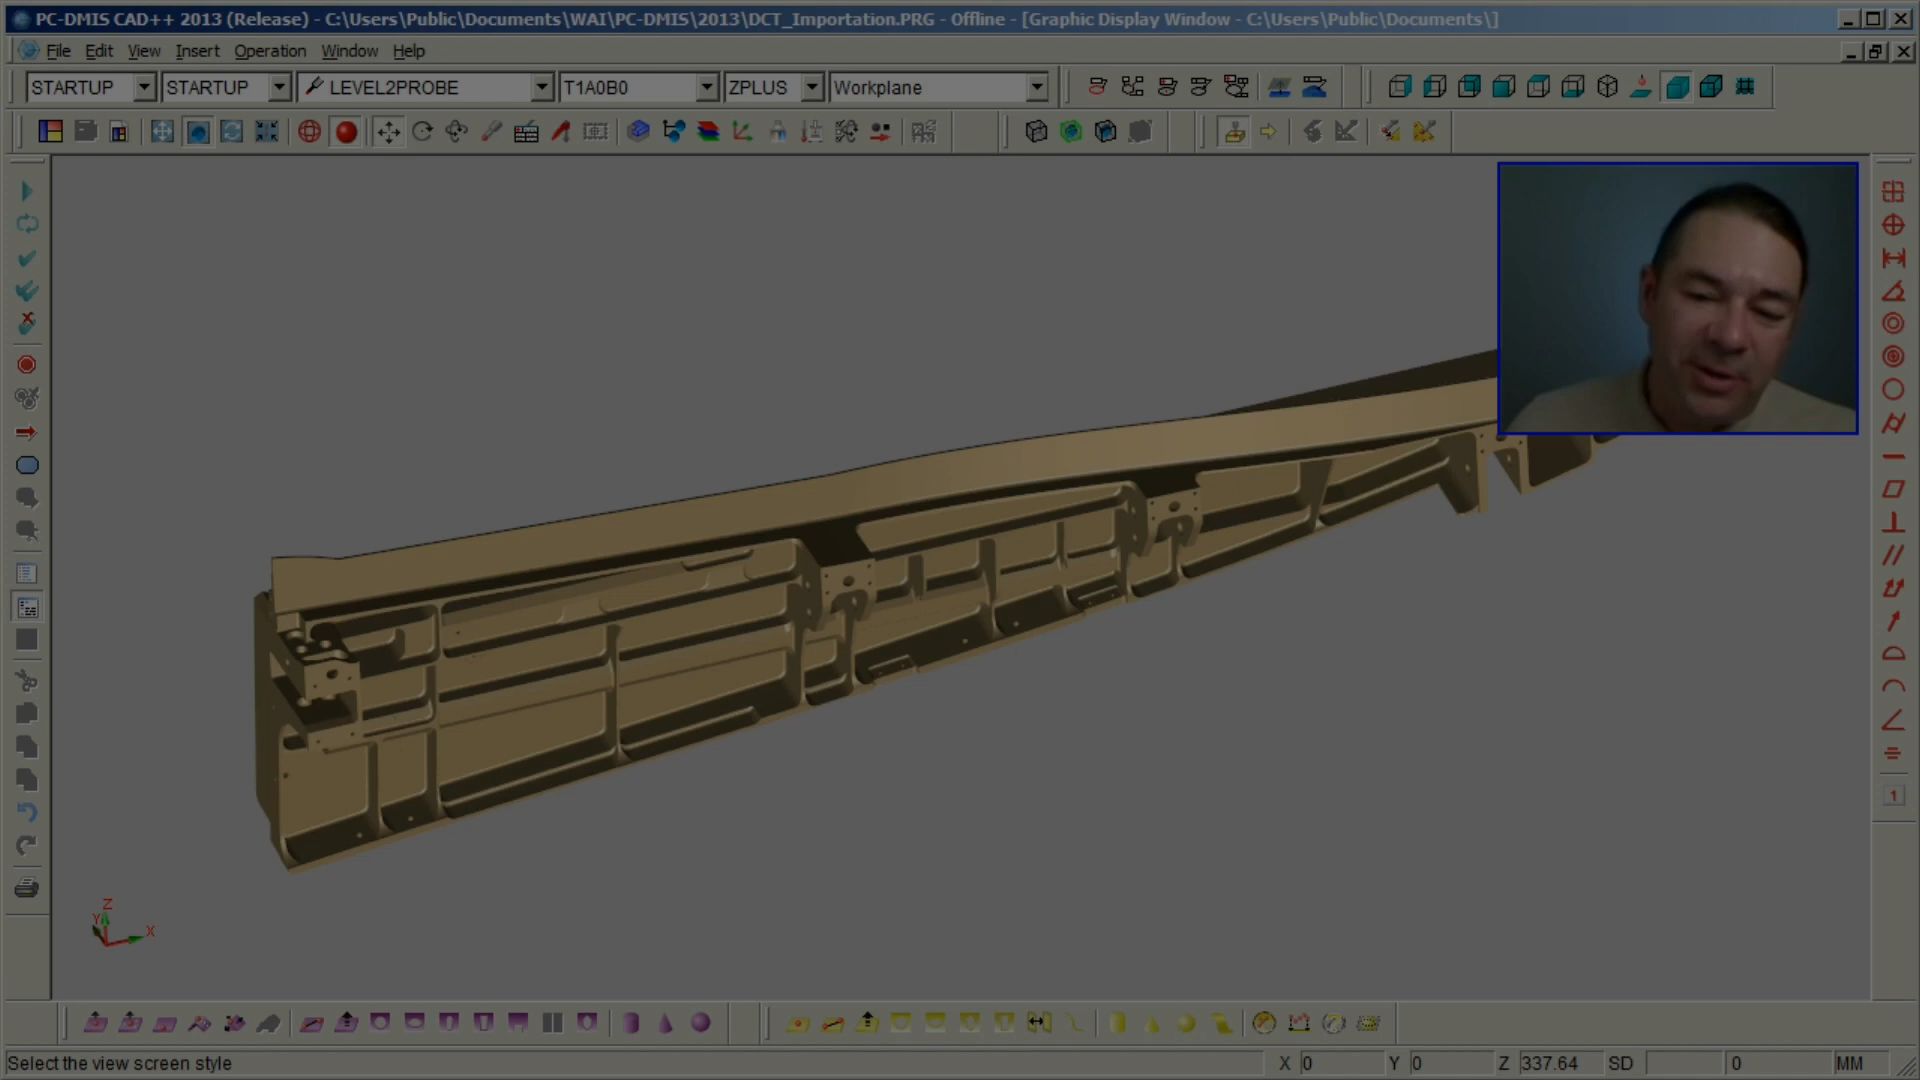 PC-DMIS CAD++ 2013 (Release) - C:\Users\Public\Documents\WAI\PC-DMIS\2013\DCT_Importation.PRG - Offline - [Graphic Display Window - C:\Users\Public\Documents\]
File Edit View Insert Operation Window Help
STARTUP STARTUP LEVEL2PROBE T1A0B0 ZPLUS Workplane
1
Z
Y
X
Select the view screen style X 0 Y 0 Z 337.64 SD 0 MM